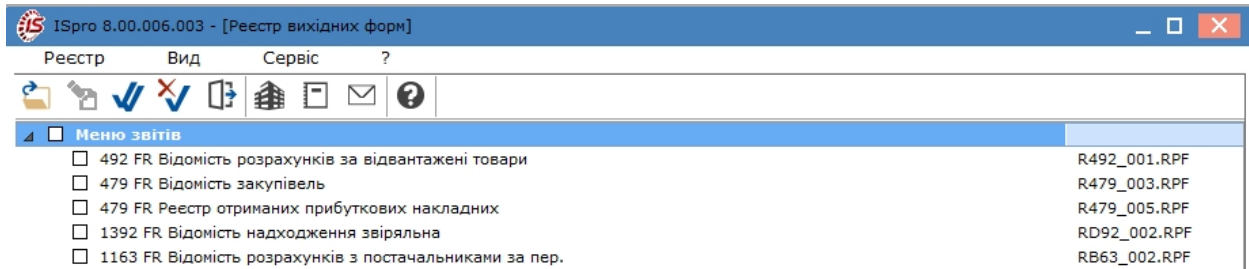 ISpro 8.00.006.003 - [Реєстр вихідних форм]
Реєстр Вид Сервіс ?
Меню звітів
492 FR Відомість розрахунків за відвантажені товари R492_001.RPF
479 FR Відомість закупівель R479_003.RPF
479 FR Реєстр отриманих прибуткових накладних R479_005.RPF
1392 FR Відомість надходження звіряльна RD92_002.RPF
1163 FR Відомість розрахунків з постачальниками за пер. RB63_002.RPF